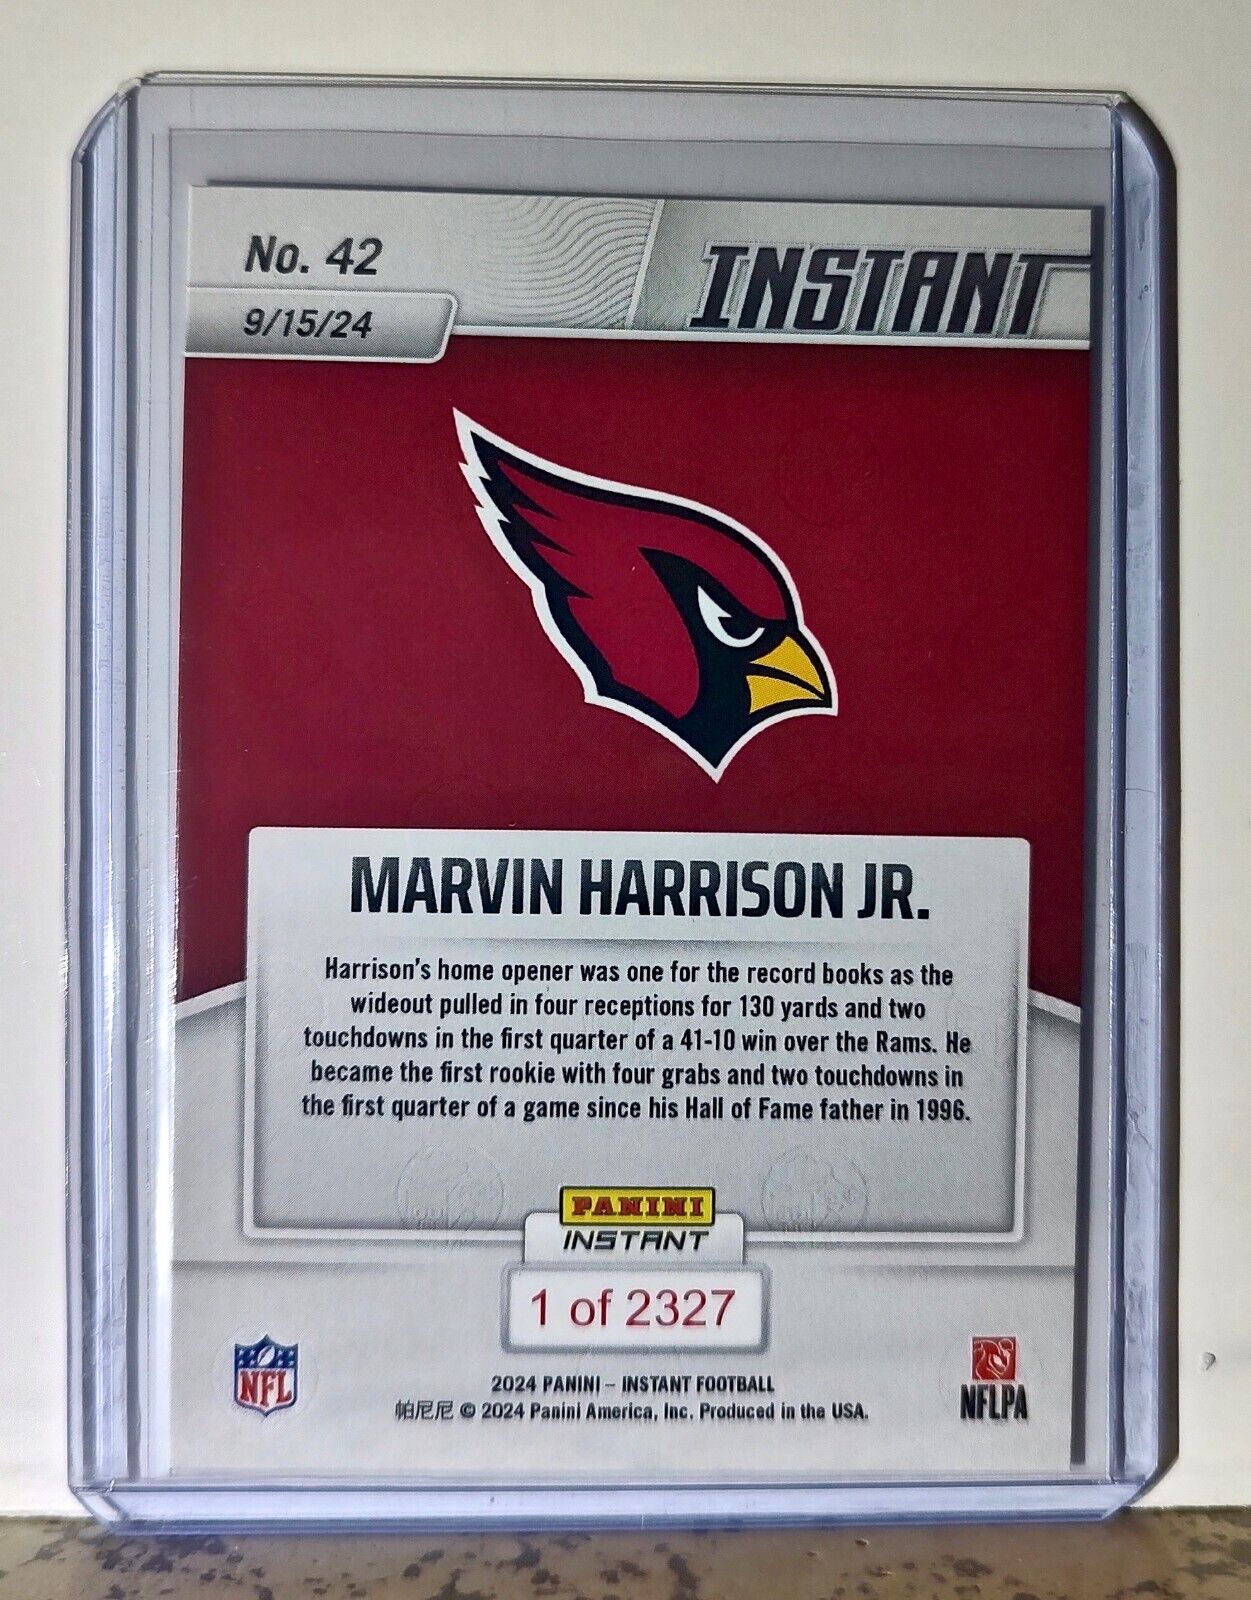 No. 42
INSTANT
9/15/24
MARVIN HARRISON JR.
Harrison's home opener was one for the record books as the
wideout pulled in four receptions for 130 yards and two
touchdowns in the first quarter of a 41-10 win over the Rams. He
became the first rookie with four grabs and two touchdowns in
the first quarter of a game since his Hall of Fame father in 1996.
PANINI
INSTANT
1 of 2327
NFL
2024 PANINI – INSTANT FOOTBALL
帕尼尼 © 2024 Panini America, Inc. Produced in the USA.
NFLPA